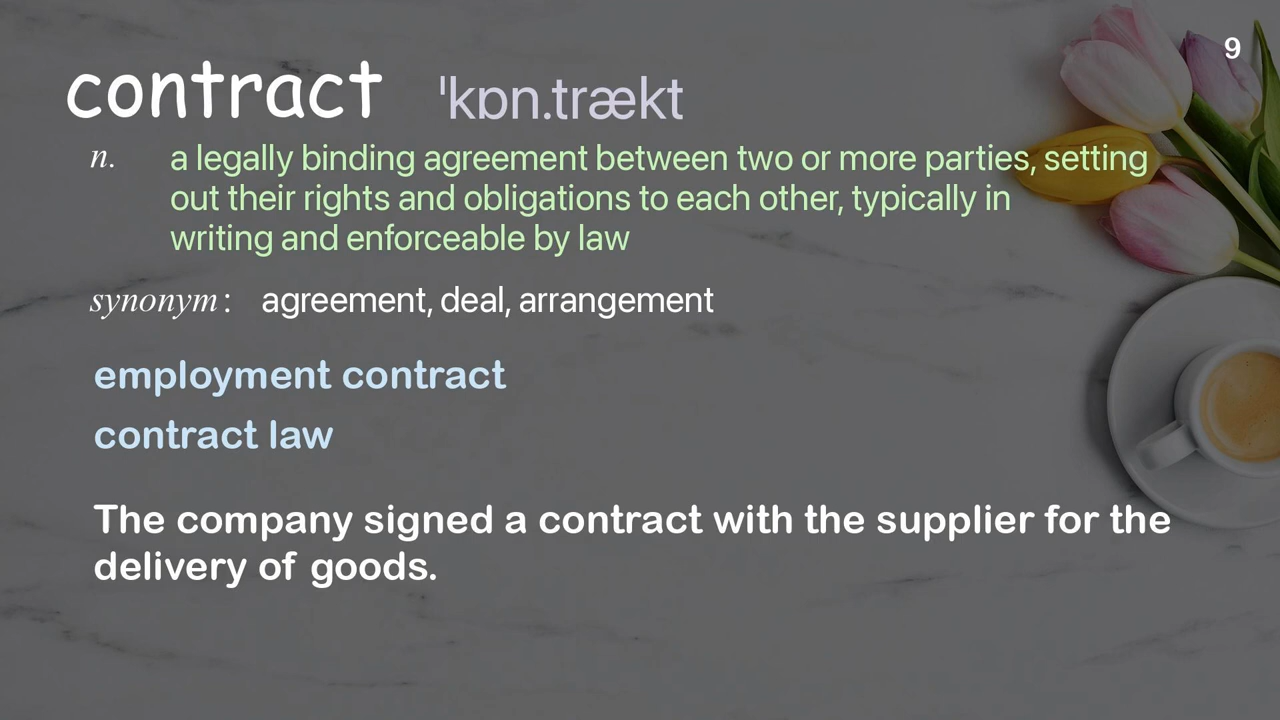 9
contract ˈkɒn.trækt
n. a legally binding agreement between two or more parties, setting
out their rights and obligations to each other, typically in
writing and enforceable by law
synonym: agreement, deal, arrangement
employment contract
contract law
The company signed a contract with the supplier for the
delivery of goods.